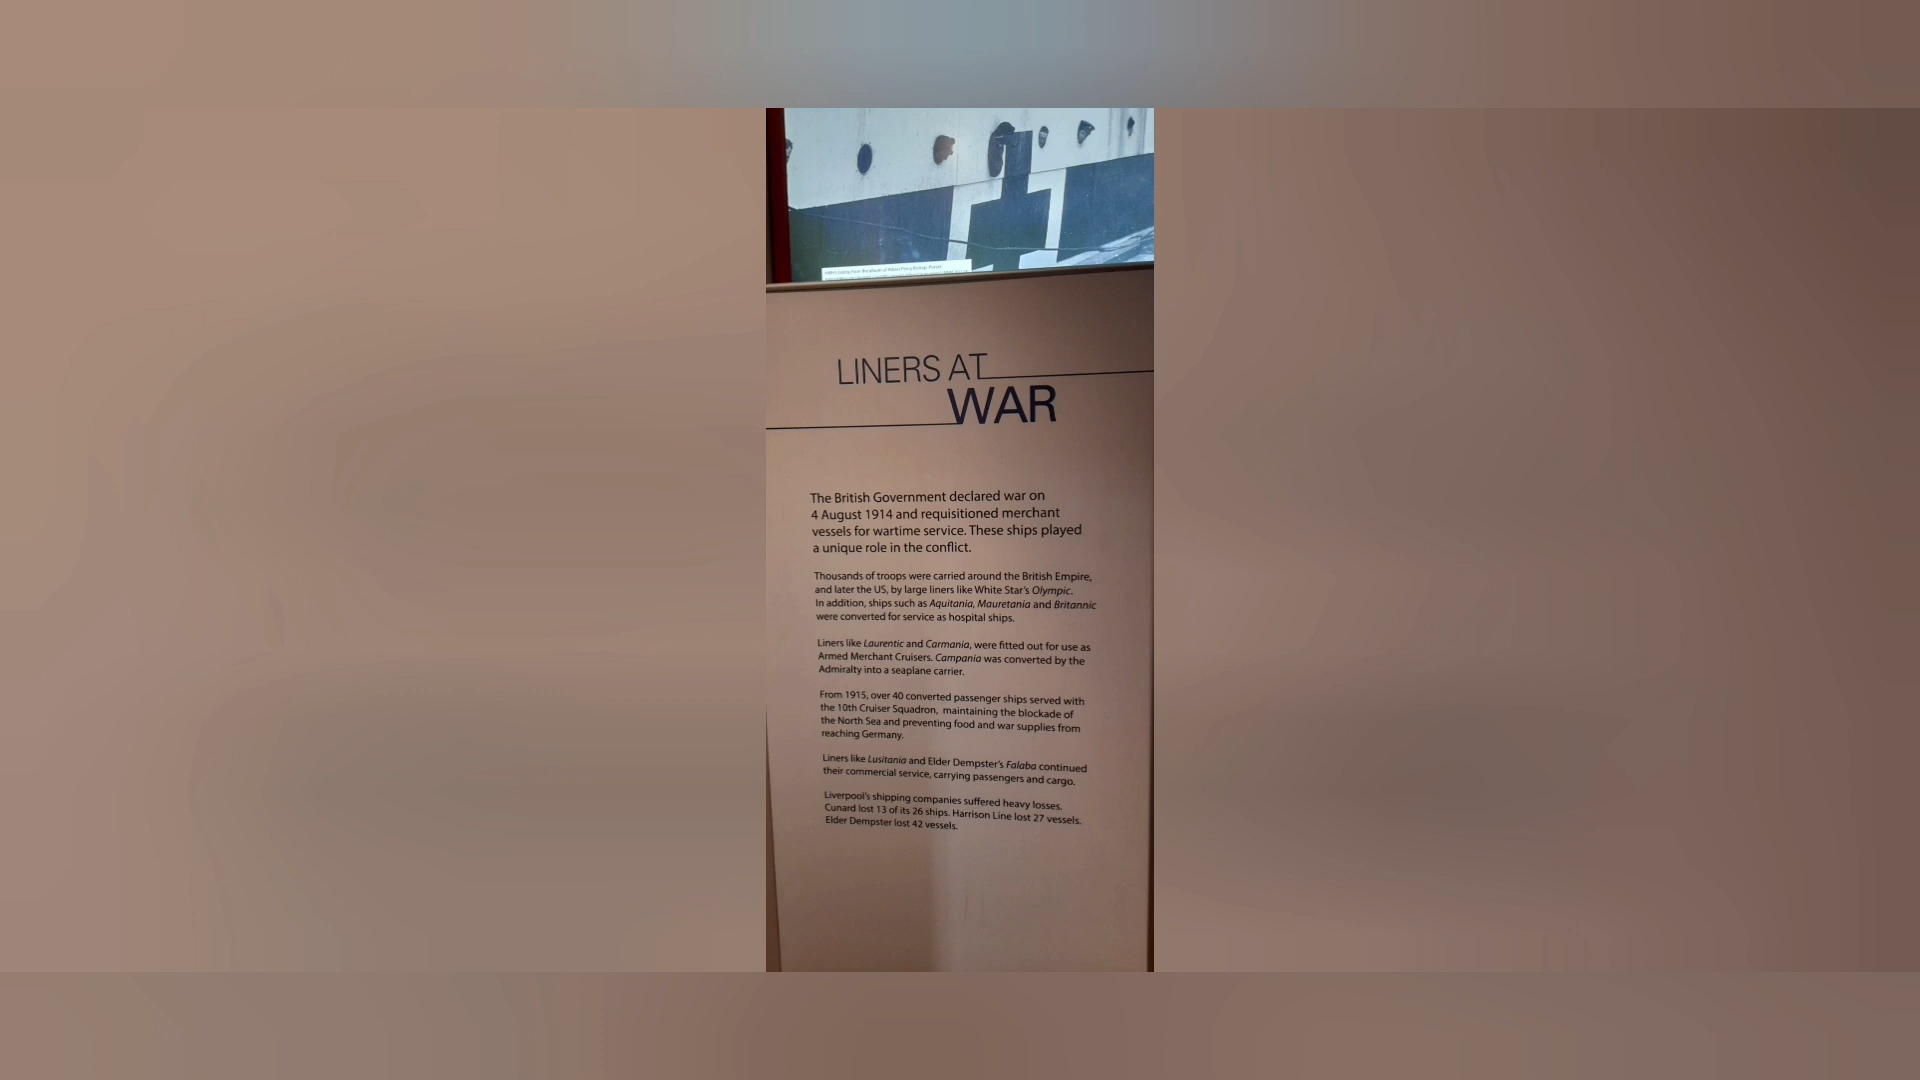 LINERS AT
WAR
The British Government declared war on
4 August 1914 and requisitioned merchant
vessels for wartime service. These ships played
a unique role in the conflict.
Thousands of troops were carried around the British Empire,
and later the US, by large liners like White Star's Olympic.
In addition, ships such as Aquitania, Mauretania and Britannic
were converted for service as hospital ships.
Liners like Laurentic and Carmania, were fitted out for use as
Armed Merchant Cruisers. Campania was converted by the
Admiralty into a seaplane carrier.
From 1915, over 40 converted passenger ships served with
the 10th Cruiser Squadron, maintaining the blockade of
the North Sea and preventing food and war supplies from
reaching Germany.
Liners like Lusitania and Elder Dempster's Falaba continued
their commercial service, carrying passengers and cargo.
Liverpool's shipping companies suffered heavy losses.
Cunard lost 13 of its 26 ships. Harrison Line lost 27 vessels.
Elder Dempster lost 42 vessels.